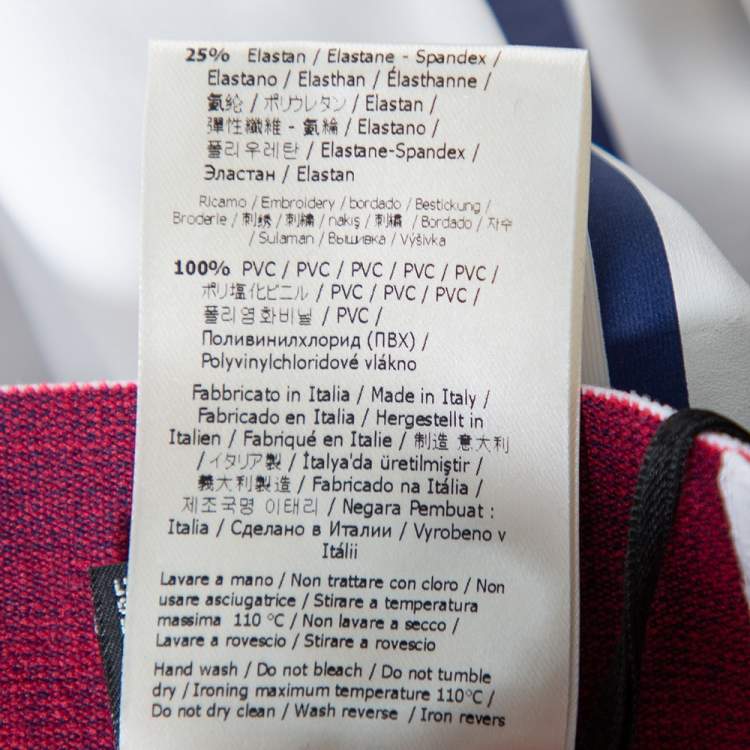 25% Elastan / Elastane - Spandex /
Elastano / Elasthan / Élasthanne /
氨纶 / ポリウレタン / Elastan /
彈性纖維 - 氨綸 / Elastano /
폴리우레탄 / Elastane-Spandex /
Эластан / Elastan
Ricamo / Embroidery / bordado / Bestickung /
Broderie / 刺绣 / 刺繍 / nakış / 刺繡 / Bordado / 자수
/ Sulaman / Вышивка / Výšivka
100% PVC / PVC / PVC / PVC / PVC /
ポリ塩化ビニル / PVC / PVC / PVC /
폴리염화비닐 / PVC /
Поливинилхлорид (ПВХ) /
Polyvinylchloridové vlákno
Fabbricato in Italia / Made in Italy /
Fabricado en Italia / Hergestellt in
Italien / Fabriqué en Italie / 制造 意大利
/ イタリア製 / İtalya'da üretilmiştir /
義大利製造 / Fabricado na Itália /
제조국명 이태리 / Negara Pembuat :
Italia / Сделано в Италии / Vyrobeno v
Itálii
Lavare a mano / Non trattare con cloro / Non
usare asciugatrice / Stirare a temperatura
massima 110 °C / Non lavare a secco /
Lavare a rovescio / Stirare a rovescio
Hand wash / Do not bleach / Do not tumble
dry / Ironing maximum temperature 110°C /
Do not dry clean / Wash reverse / Iron revers